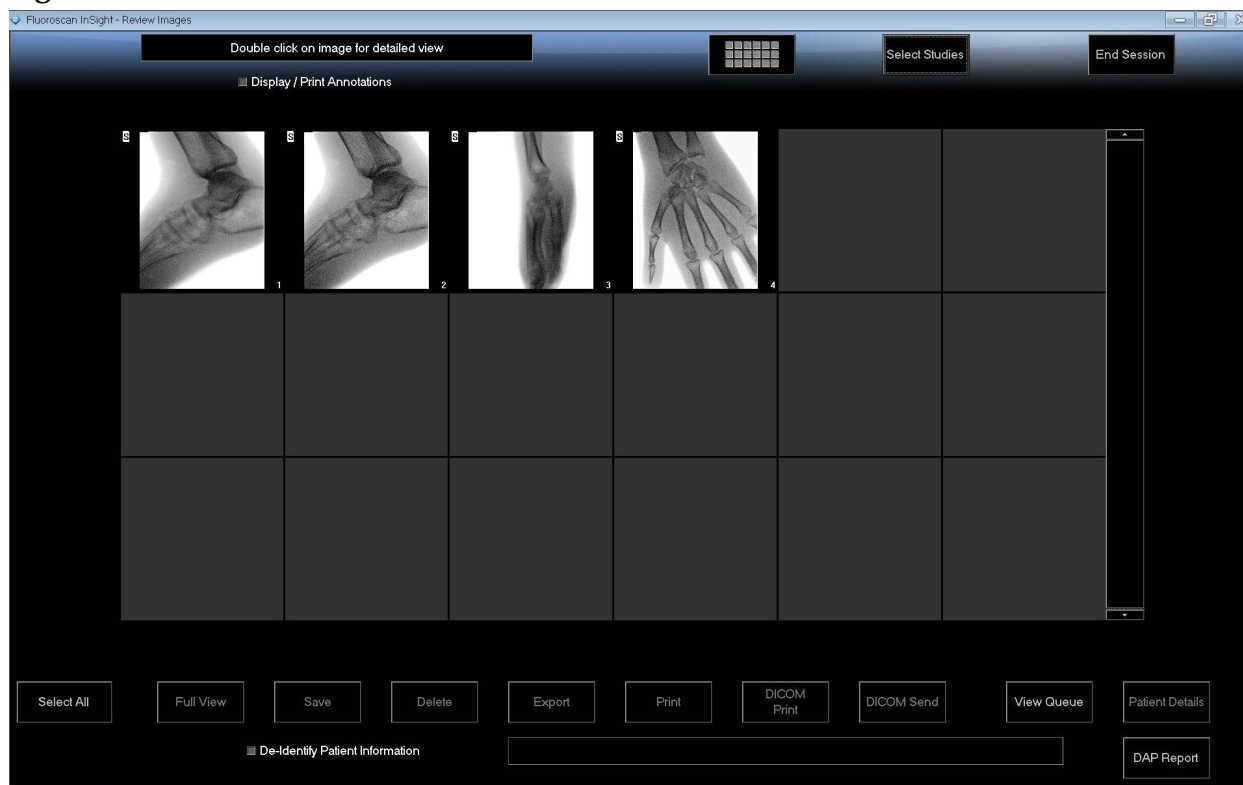 Fluoroscan InSight - Review Images
Double click on image for detailed view
Select Studies
End Session
Display / Print Annotations
S
S
S
S
1
2
3
4
Select All
Full View
Save
Delete
Export
Print
DICOM
Print
DICOM Send
View Queue
Patient Details
De-Identify Patient Information
DAP Report